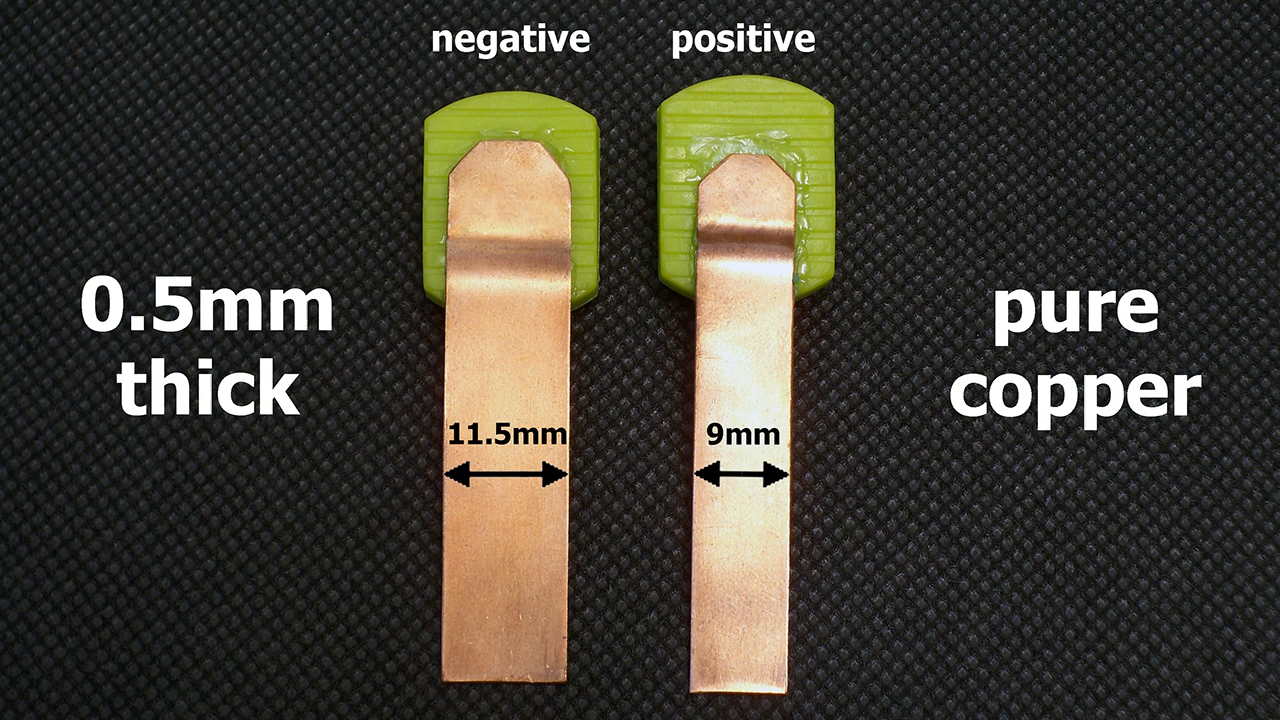 negative
positive
0.5mm
thick
pure
copper
11.5mm
9mm